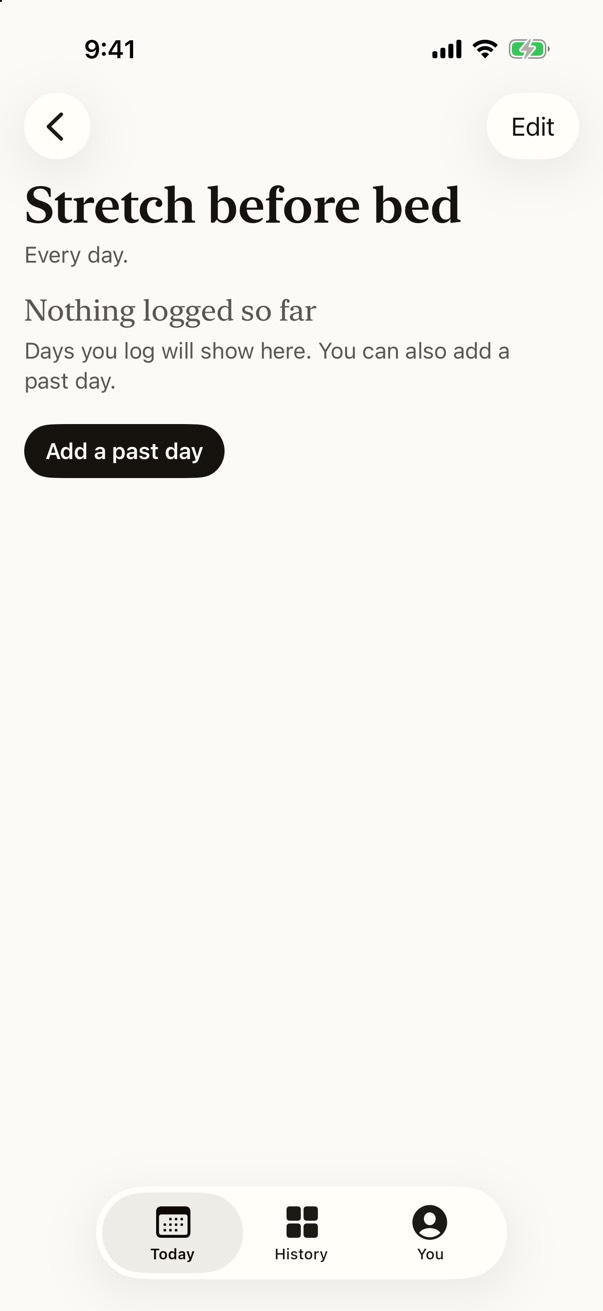 9:41
Edit
Stretch before bed
Every day.
Nothing logged so far
Days you log will show here. You can also add a
past day.
Add a past day
Today
History
You